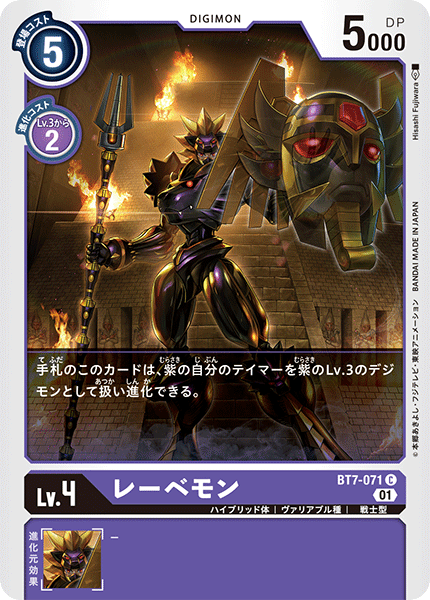 DIGIMON
登場コスト
5
DP
5000
進化コスト
Lv.3から
2
Hisashi Fujiwara
BANDAI MADE IN JAPAN
© 本郷あきよし・フジテレビ・東映アニメーション
手札のこのカードは、紫の自分のテイマーを紫のLv.3のデジ
モンとして扱い進化できる。
BT7-071 C
Lv.4
レーベモン
01
ハイブリッド体 | ヴァリアブル種 | 戦士型
進化元効果
−